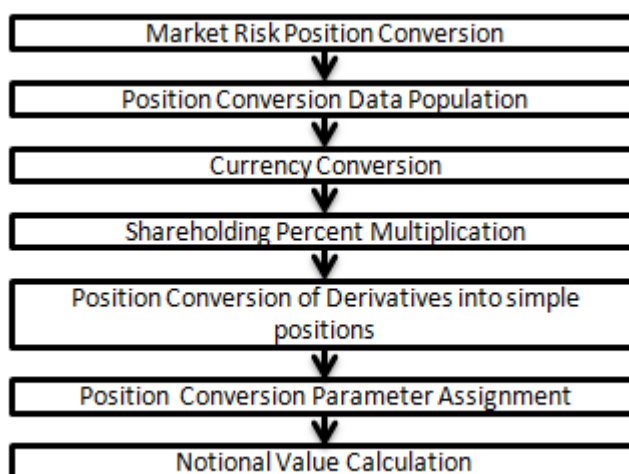 Market Risk Position Conversion
Position Conversion Data Population
Currency Conversion
Shareholding Percent Multiplication
Position Conversion of Derivatives into simple
positions
Position Conversion Parameter Assignment
Notional Value Calculation